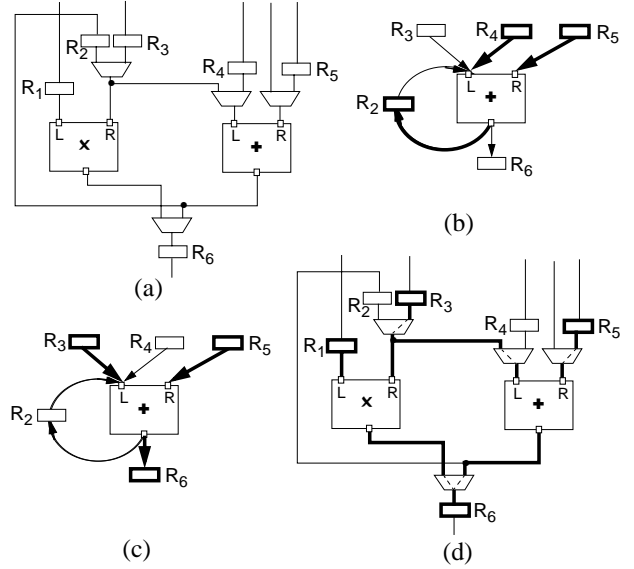 R2 R3
R4 R5
R1
L R L R
x +
R6
(a)
R3 R4 R5
L R
R2 +
R6
(b)
R3 R4 R5
L R
R2 +
R6
(c)
R2 R3
R4 R5
R1
L R L R
x +
R6
(d)